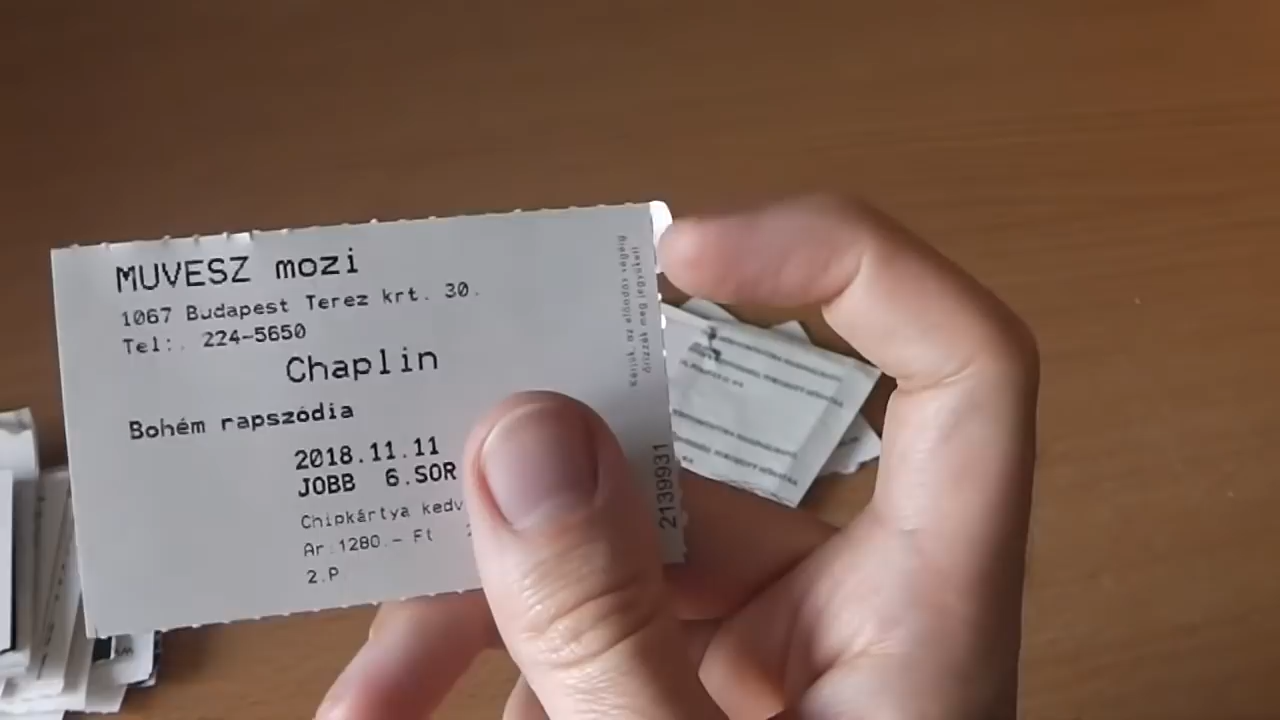 MUVESZ mozi
1067 Budapest Terez krt. 30.
Tel:. 224-5650
Chaplin
Bohém rapszódia
2018.11.11
JOBB 6.SOR
Chipkártya kedv
Ar.1280.- Ft
2.P
2139931